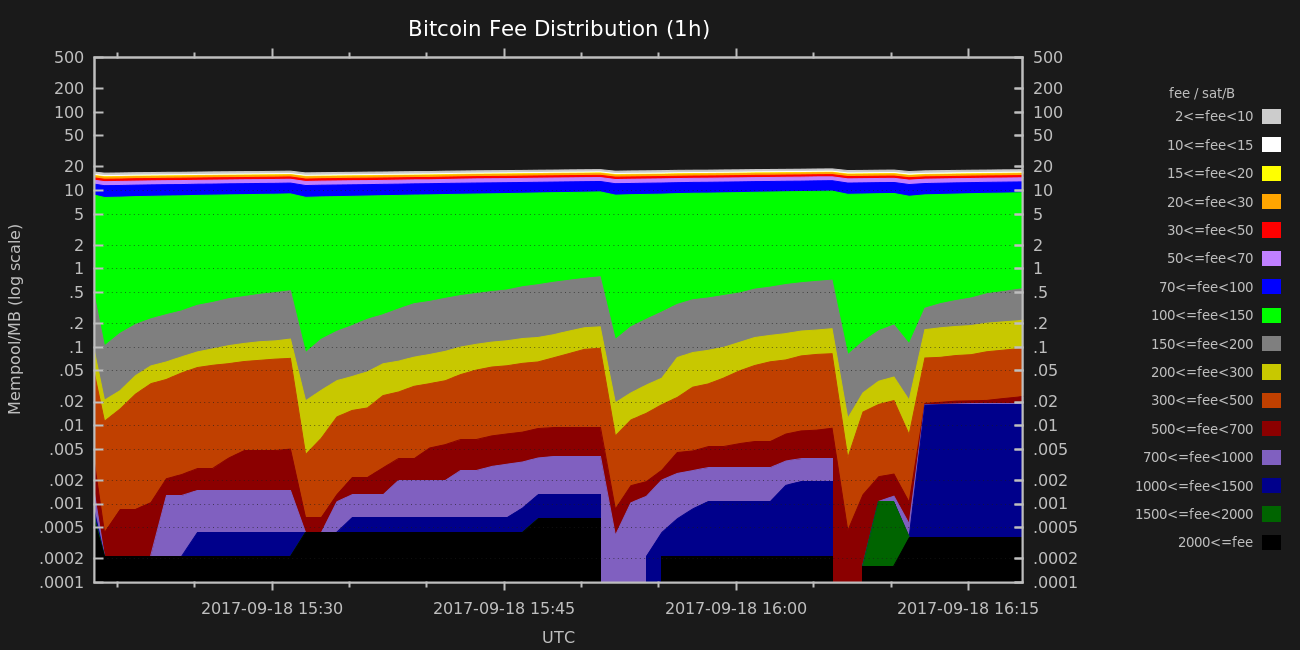 Bitcoin Fee Distribution (1h)
Mempool/MB (log scale)
500
200
100
50
20
10
5
2
1
.5
.2
.1
.05
.02
.01
.005
.002
.001
.0005
.0002
.0001
500
200
100
50
20
10
5
2
1
.5
.2
.1
.05
.02
.01
.005
.002
.001
.0005
.0002
.0001
2017-09-18 15:30 2017-09-18 15:45 2017-09-18 16:00 2017-09-18 16:15
UTC
fee / sat/B
2<=fee<10
10<=fee<15
15<=fee<20
20<=fee<30
30<=fee<50
50<=fee<70
70<=fee<100
100<=fee<150
150<=fee<200
200<=fee<300
300<=fee<500
500<=fee<700
700<=fee<1000
1000<=fee<1500
1500<=fee<2000
2000<=fee